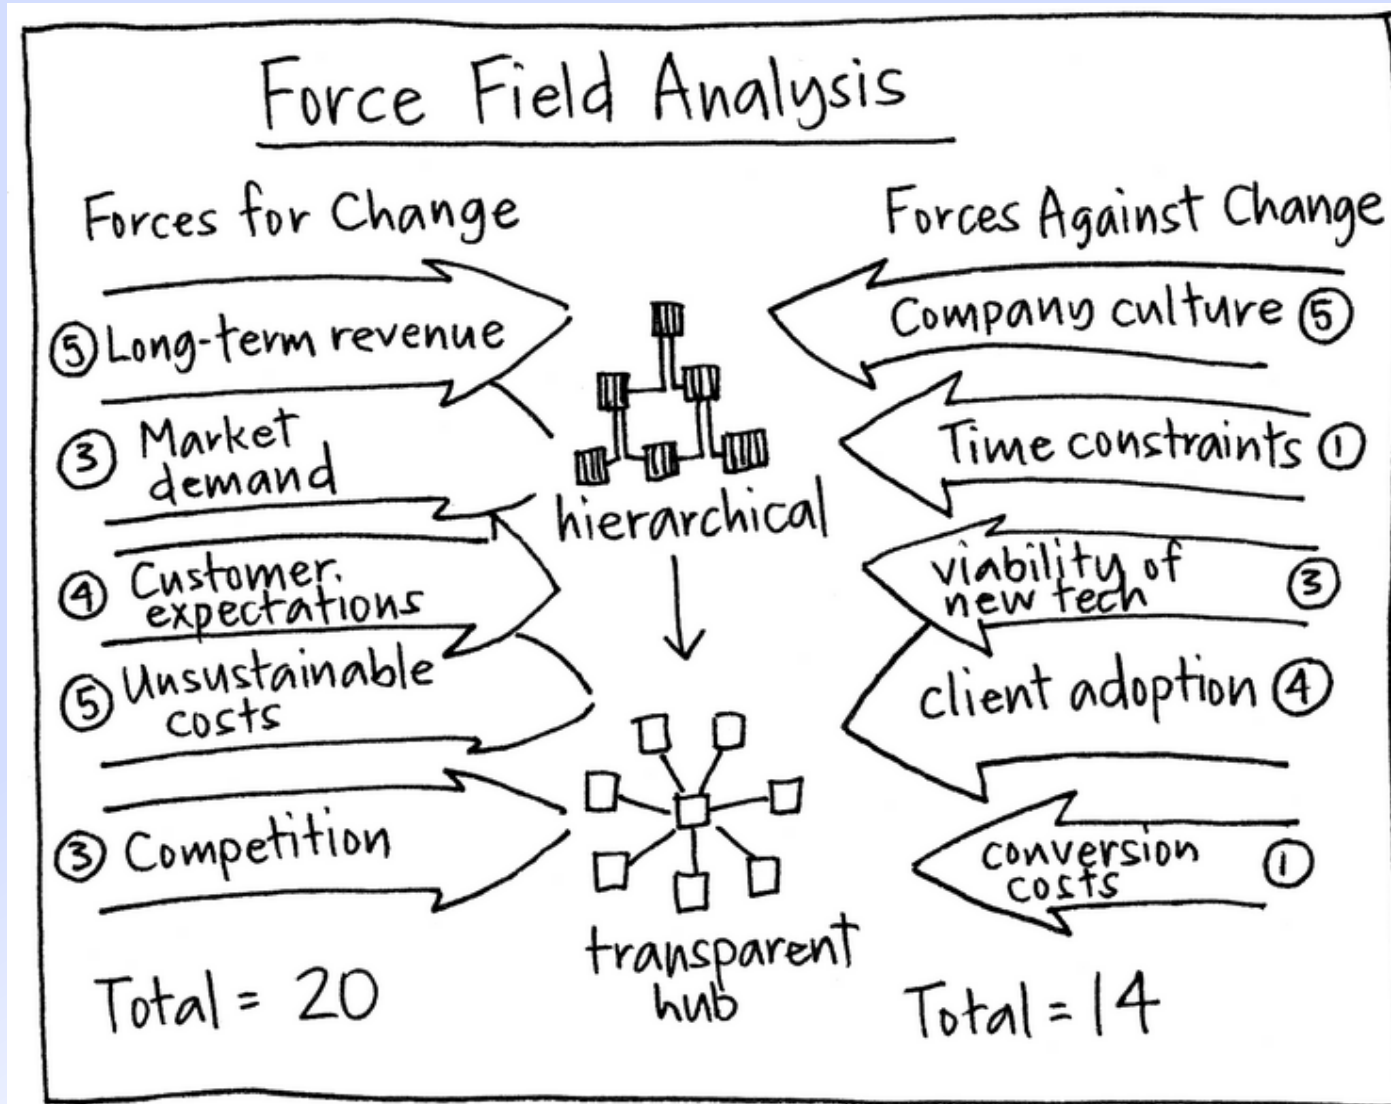 Force Field Analysis
Forces for Change
⑤ Long-term revenue
③ Market
demand
④ Customer
expectations
⑤ Unsustainable
costs
③ Competition
Total = 20
hierarchical
transparent
hub
Forces Against Change
Company culture ⑤
Time constraints ①
viability of
new tech ③
client adoption ④
conversion
costs ①
Total = 14